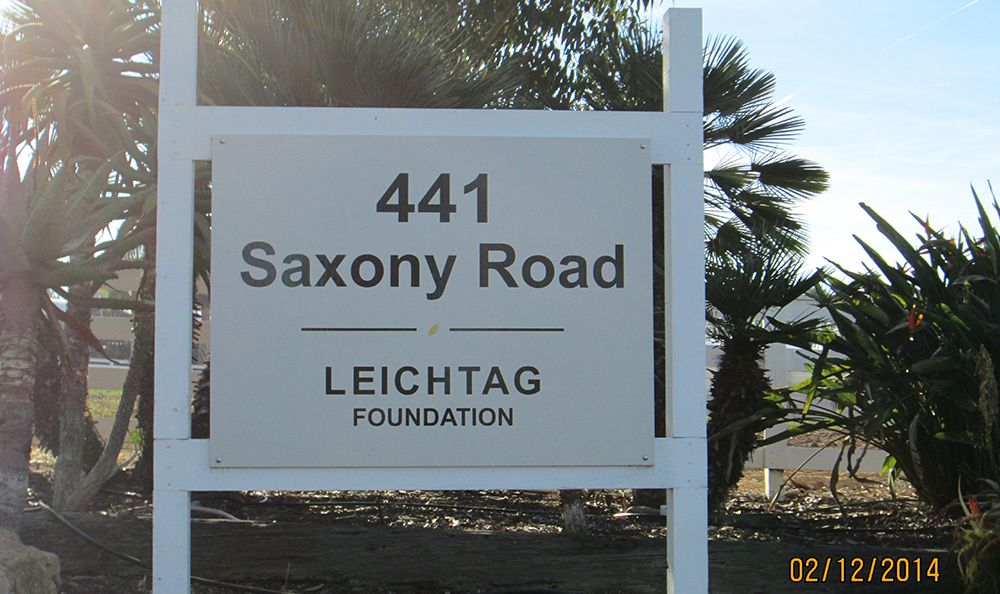 441
Saxony Road
LEICHTAG
FOUNDATION
02/12/2014